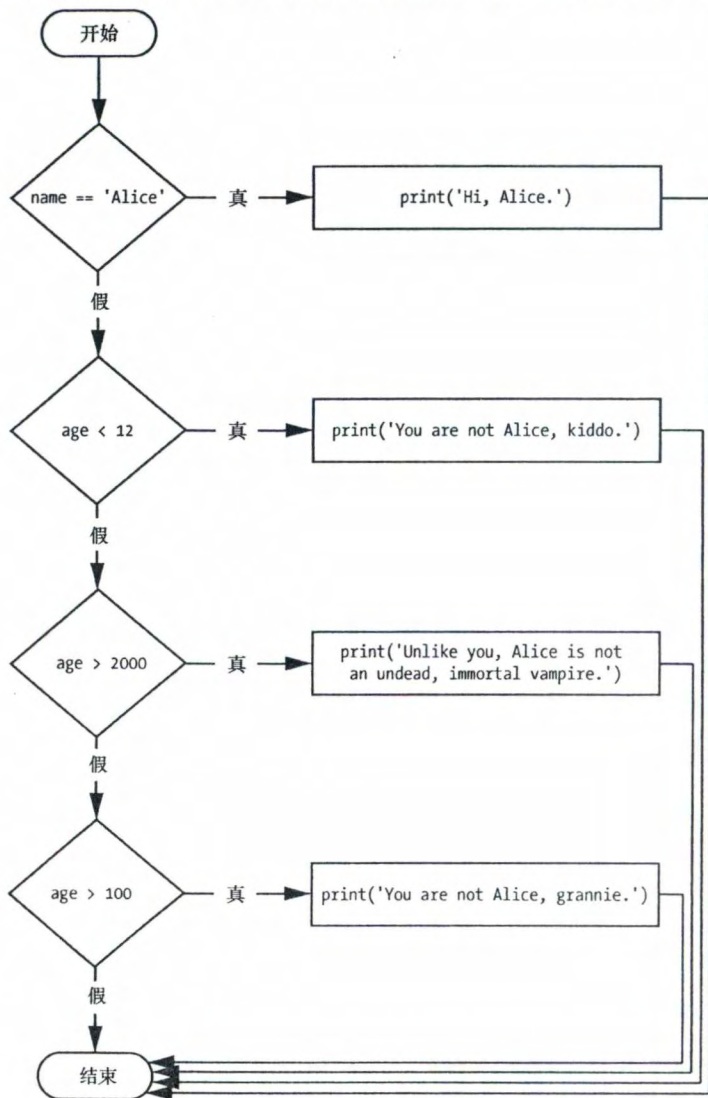 开始
name == 'Alice'
真
print('Hi, Alice.')
假
age < 12
真
print('You are not Alice, kiddo.')
假
age > 2000
真
print('Unlike you, Alice is not
an undead, immortal vampire.')
假
age > 100
真
print('You are not Alice, grannie.')
假
结束